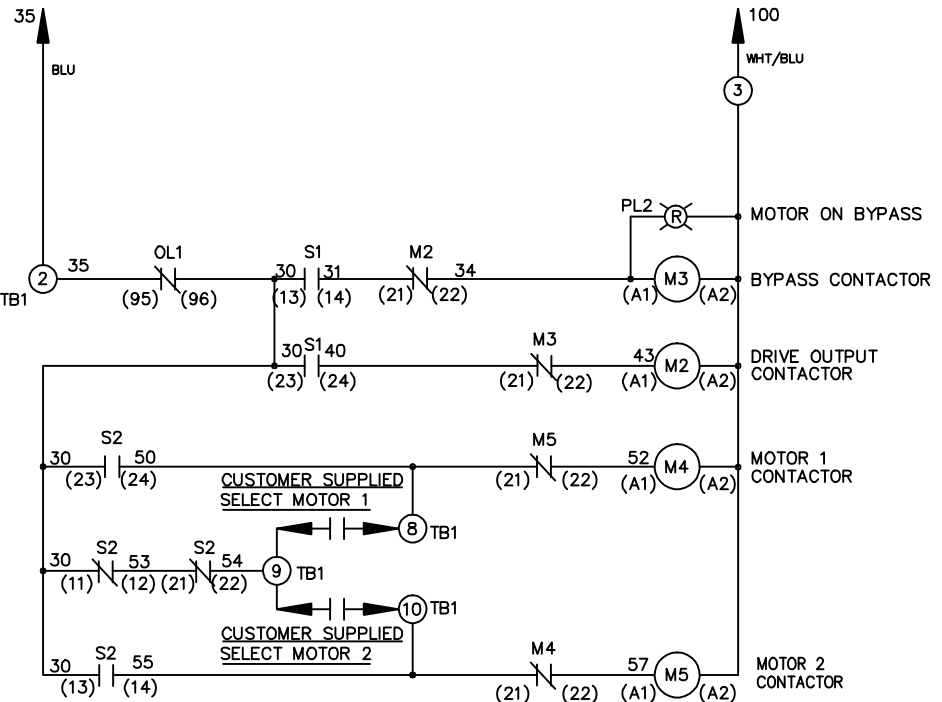 35
100
BLU
WHT/BLU
3
PL2 R MOTOR ON BYPASS
OL1 S1 M2
2 35 30 31 34 M3 BYPASS CONTACTOR
TB1 (95) (96) (13) (14) (21) (22) (A1) (A2)
S1 M3
30 40 43 M2 DRIVE OUTPUT
CONTACTOR
(23) (24) (21) (22) (A1) (A2)
S2 M5
30 50 52 M4 MOTOR 1
CONTACTOR
(23) (24) (21) (22) (A1) (A2)
CUSTOMER SUPPLIED
SELECT MOTOR 1
8 TB1
S2 S2
30 53 54 9 TB1
(11) (12) (21) (22)
10 TB1
CUSTOMER SUPPLIED
SELECT MOTOR 2
S2 M4
30 55 57 M5 MOTOR 2
CONTACTOR
(13) (14) (21) (22) (A1) (A2)